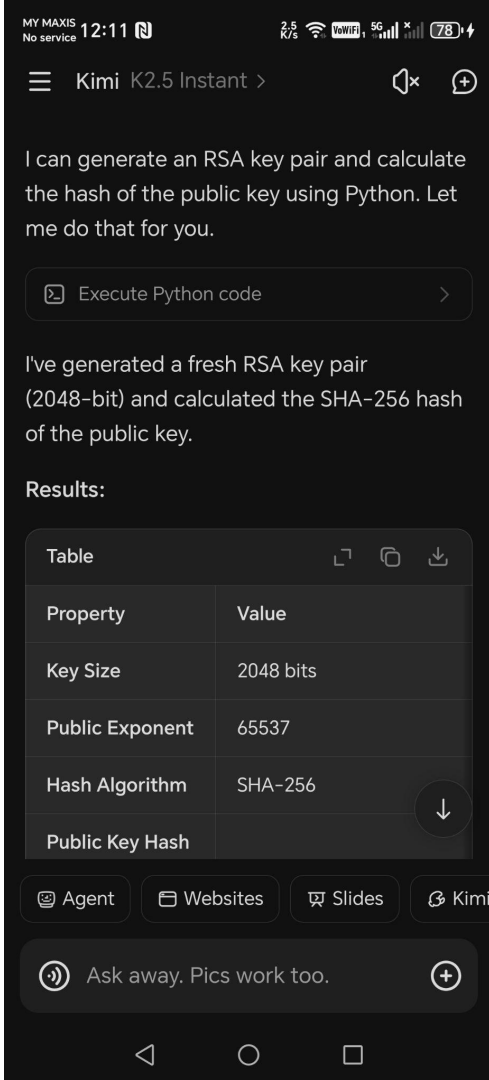 MY MAXIS
No service 12:11
2.5 K/s VoWiFi 5G 78
Kimi K2.5 Instant >
I can generate an RSA key pair and calculate
the hash of the public key using Python. Let
me do that for you.
Execute Python code
I've generated a fresh RSA key pair
(2048-bit) and calculated the SHA-256 hash
of the public key.
Results:
Table
Property Value
Key Size 2048 bits
Public Exponent 65537
Hash Algorithm SHA-256
Public Key Hash
Agent Websites Slides Kimi
Ask away. Pics work too.